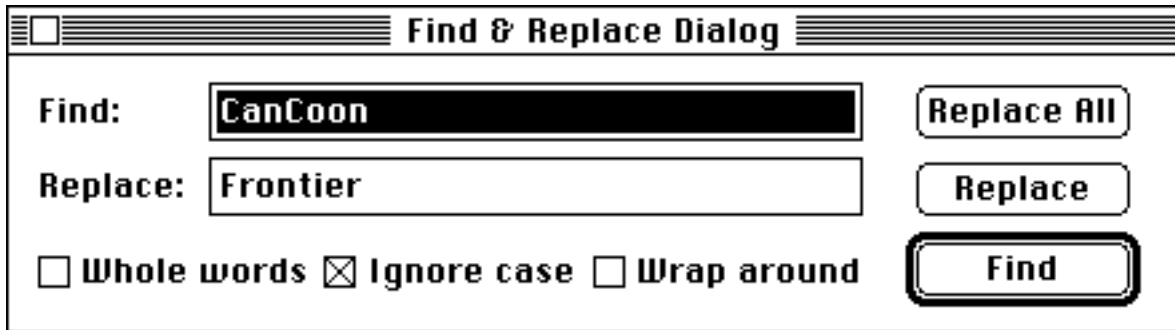 Find & Replace Dialog
Find: CanCoon Replace All
Replace: Frontier Replace
Whole words Ignore case Wrap around Find